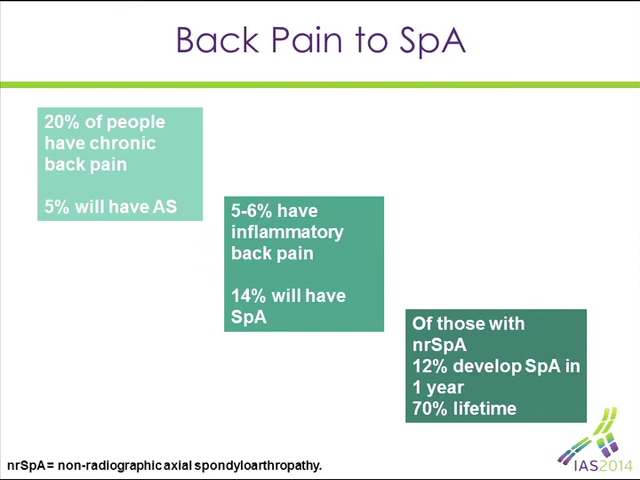 Back Pain to SpA
20% of people
have chronic
back pain
5% will have AS
5-6% have
inflammatory
back pain
14% will have
SpA
Of those with
nrSpA
12% develop SpA in
1 year
70% lifetime
nrSpA = non-radiographic axial spondyloarthropathy.
IAS2014